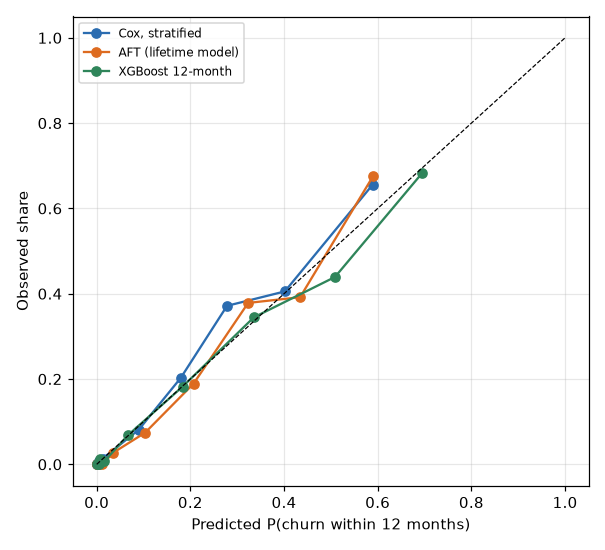 Cox, stratified
AFT (lifetime model)
XGBoost 12-month
1.0
0.8
0.6
0.4
0.2
0.0
Observed share
0.0 0.2 0.4 0.6 0.8 1.0
Predicted P(churn within 12 months)